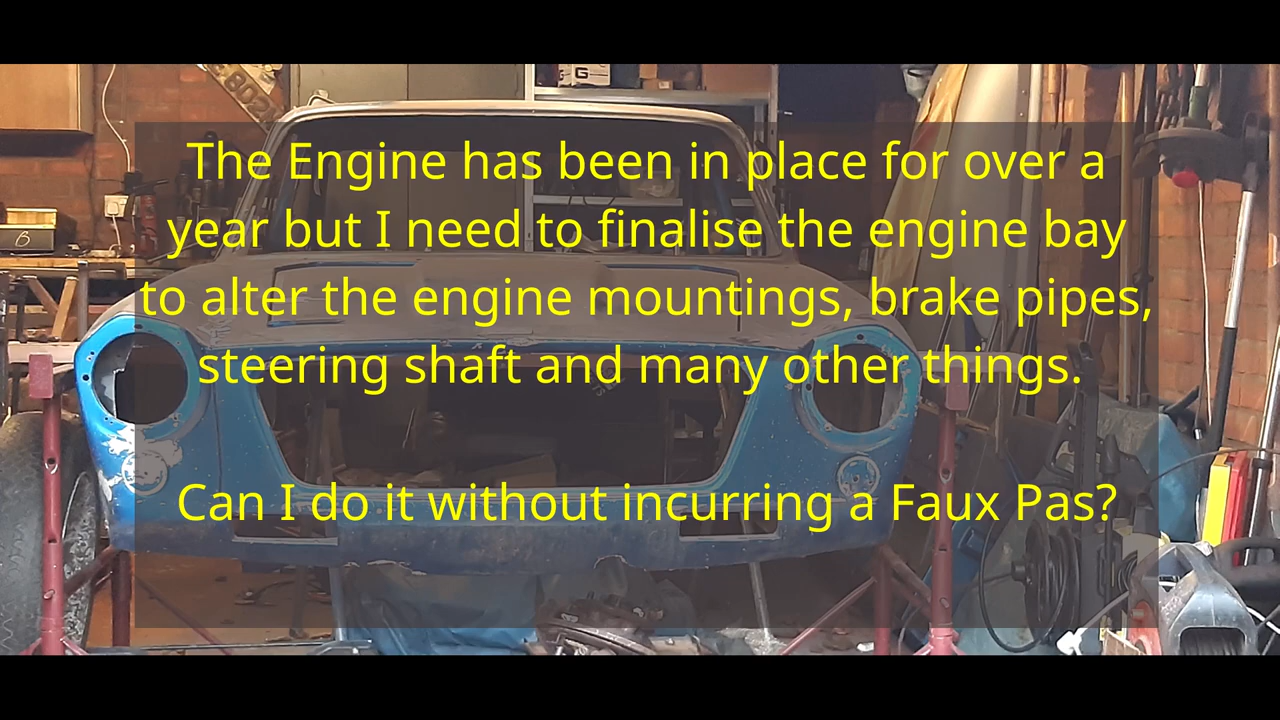 The Engine has been in place for over a
year but I need to finalise the engine bay
to alter the engine mountings, brake pipes,
steering shaft and many other things.
Can I do it without incurring a Faux Pas?
G
6